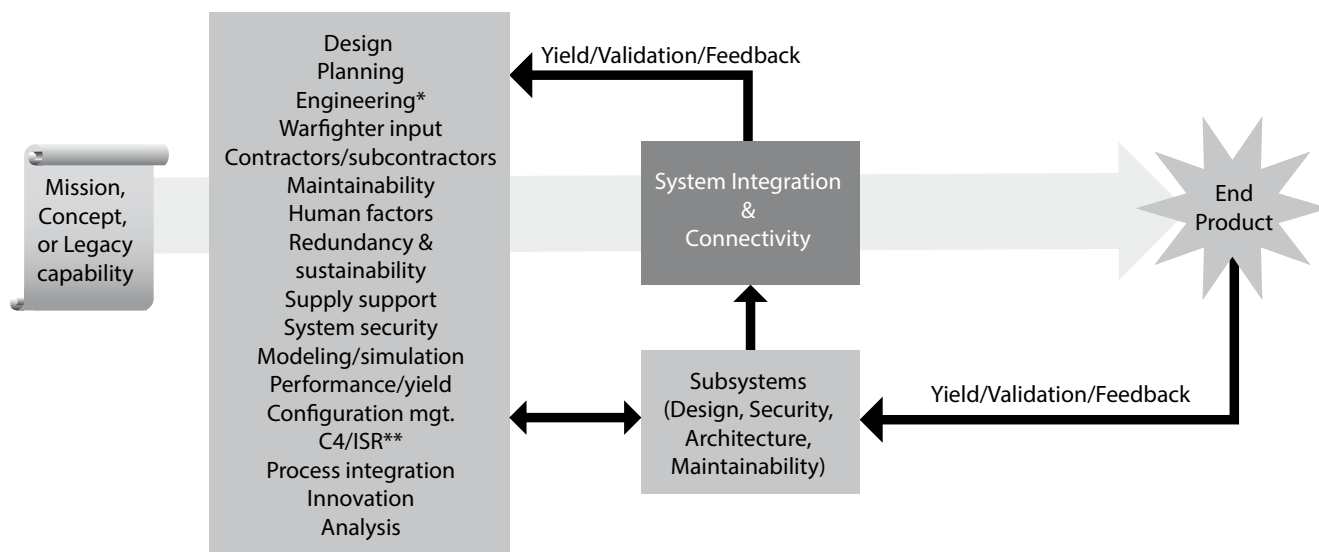 Mission,
Concept,
or Legacy
capability
Design
Planning
Engineering*
Warfighter input
Contractors/subcontractors
Maintainability
Human factors
Redundancy &
sustainability
Supply support
System security
Modeling/simulation
Performance/yield
Configuration mgt.
C4/ISR**
Process integration
Innovation
Analysis
Yield/Validation/Feedback
System Integration
&
Connectivity
Subsystems
(Design, Security,
Architecture,
Maintainability)
End
Product
Yield/Validation/Feedback